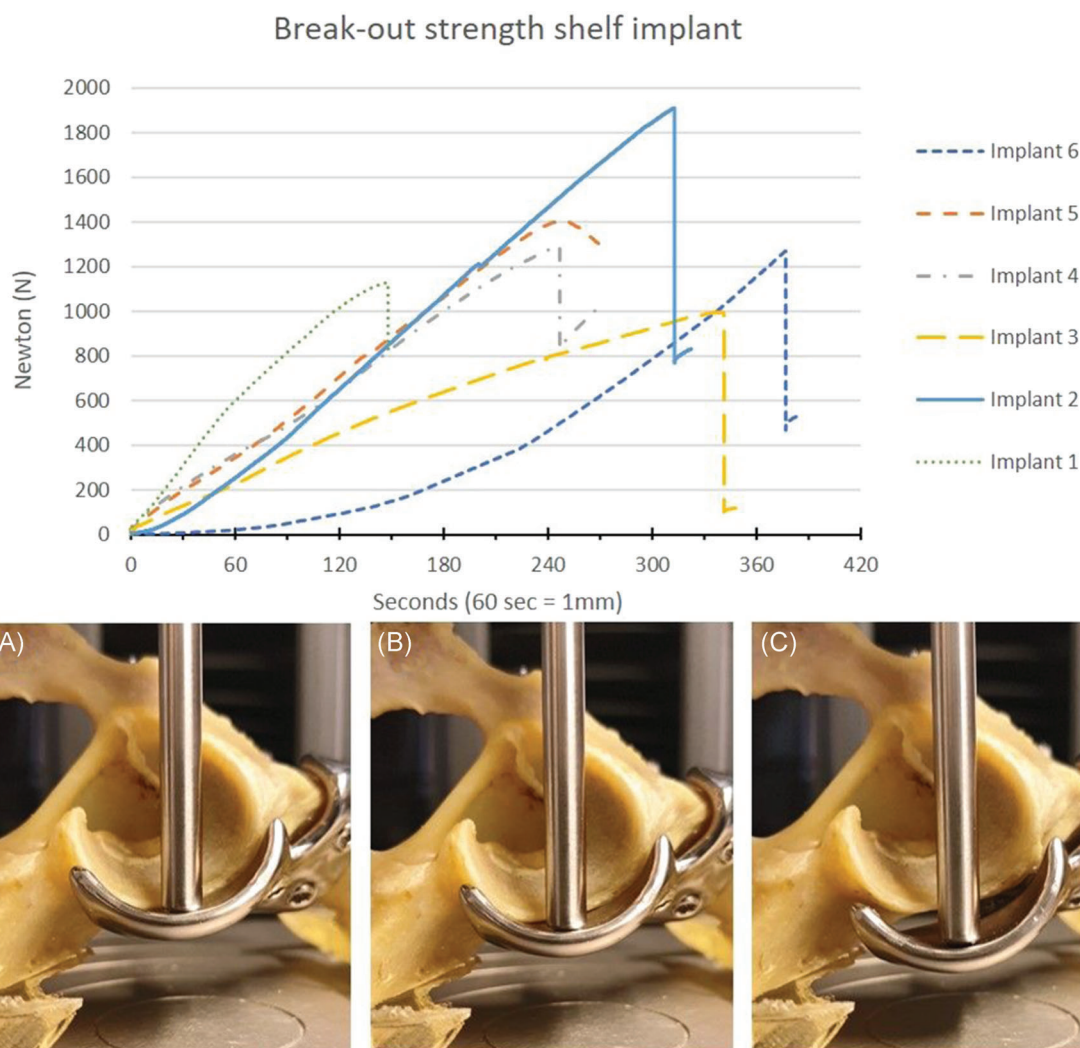 Break-out strength shelf implant
2000
1800
1600
1400
1200
1000
800
600
400
200
0
Newton (N)
0 60 120 180 240 300 360 420
Seconds (60 sec = 1mm)
Implant 6
Implant 5
Implant 4
Implant 3
Implant 2
Implant 1
A) (B) (C)